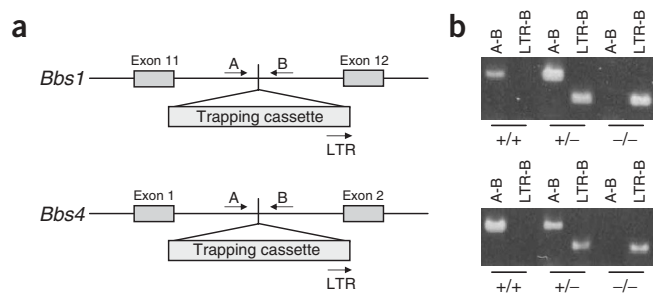 a
Exon 11
A
B
Exon 12
Bbs1
Trapping cassette
LTR
Exon 1
A
B
Exon 2
Bbs4
Trapping cassette
LTR
b
A-B LTR-B A-B LTR-B A-B LTR-B
+/+ +/− −/−
A-B LTR-B A-B LTR-B A-B LTR-B
+/+ +/− −/−